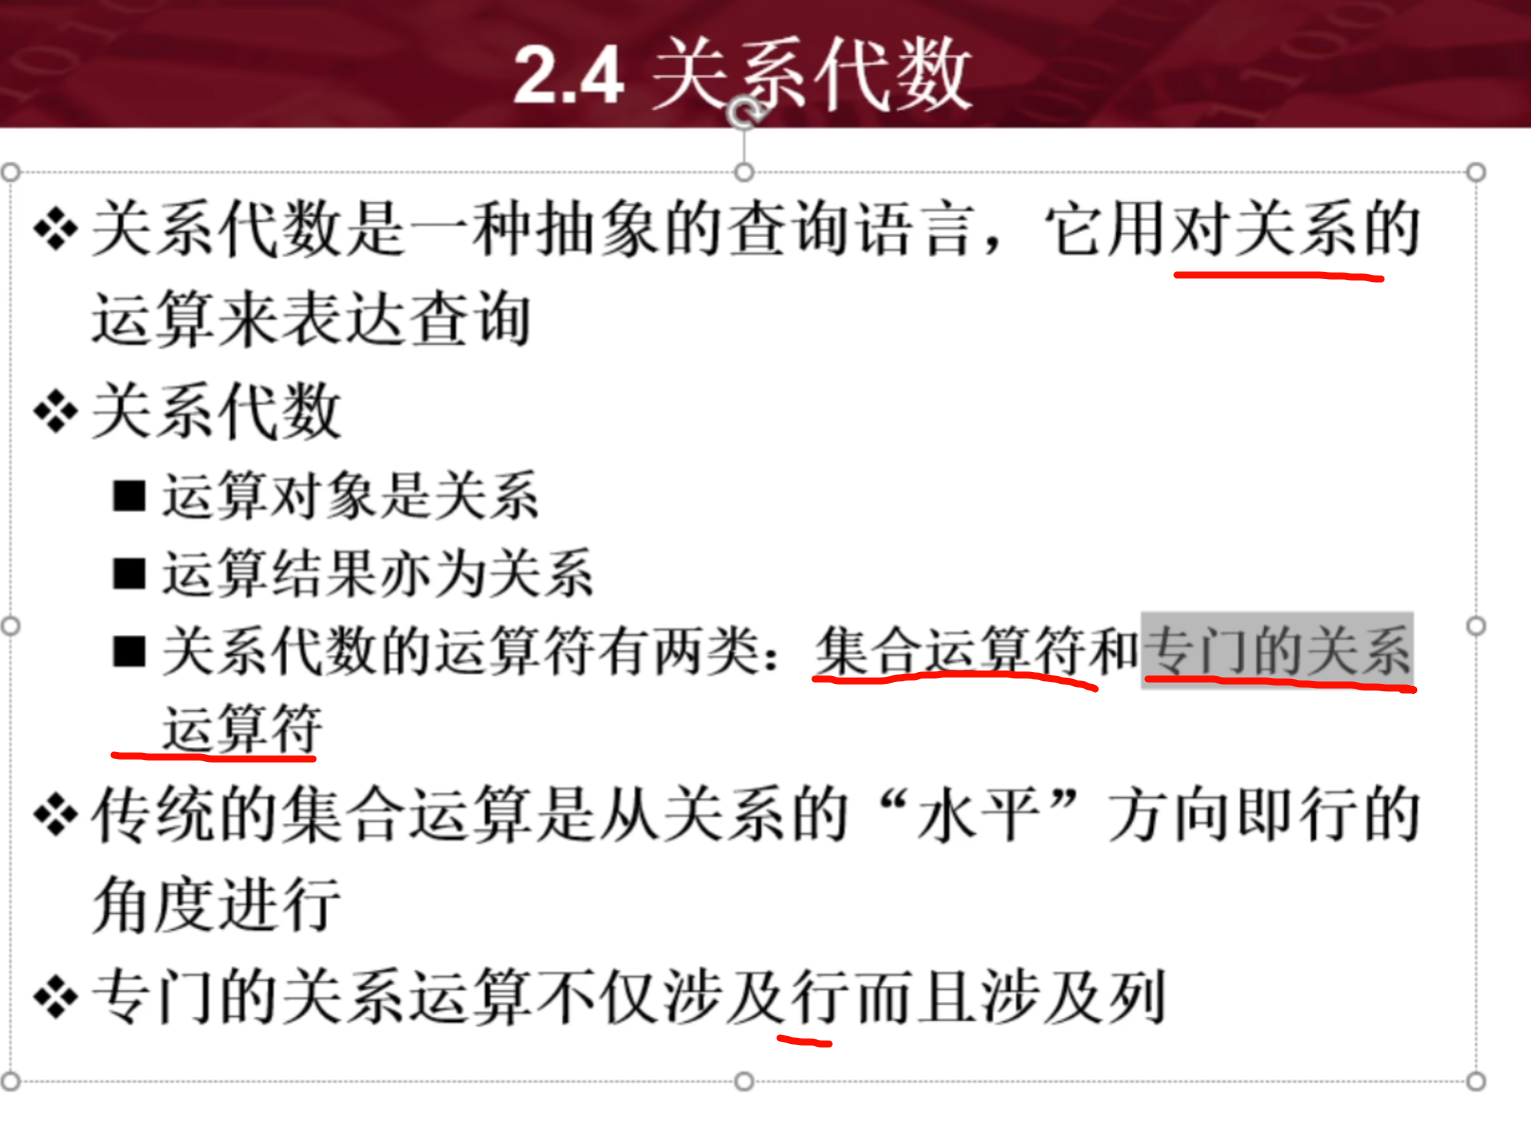 2.4 关系代数
关系代数是一种抽象的查询语言，它用对关系的
运算来表达查询
关系代数
运算对象是关系
运算结果亦为关系
关系代数的运算符有两类：集合运算符和专门的关系
运算符
传统的集合运算是从关系的“水平”方向即行的
角度进行
专门的关系运算不仅涉及行而且涉及列